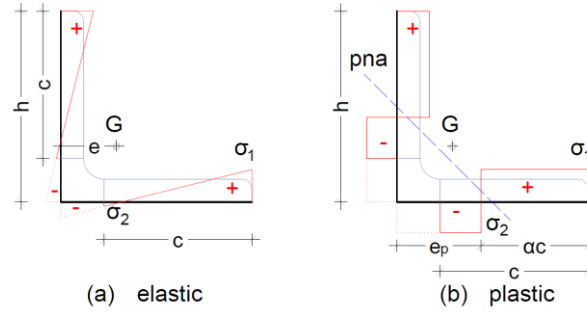 +
pna
+
h
c
G
e
σ₁
-
-
+
σ₂
c
(a) elastic
h
G
-
+
-
σ₂
eₚ
αc
c
(b) plastic